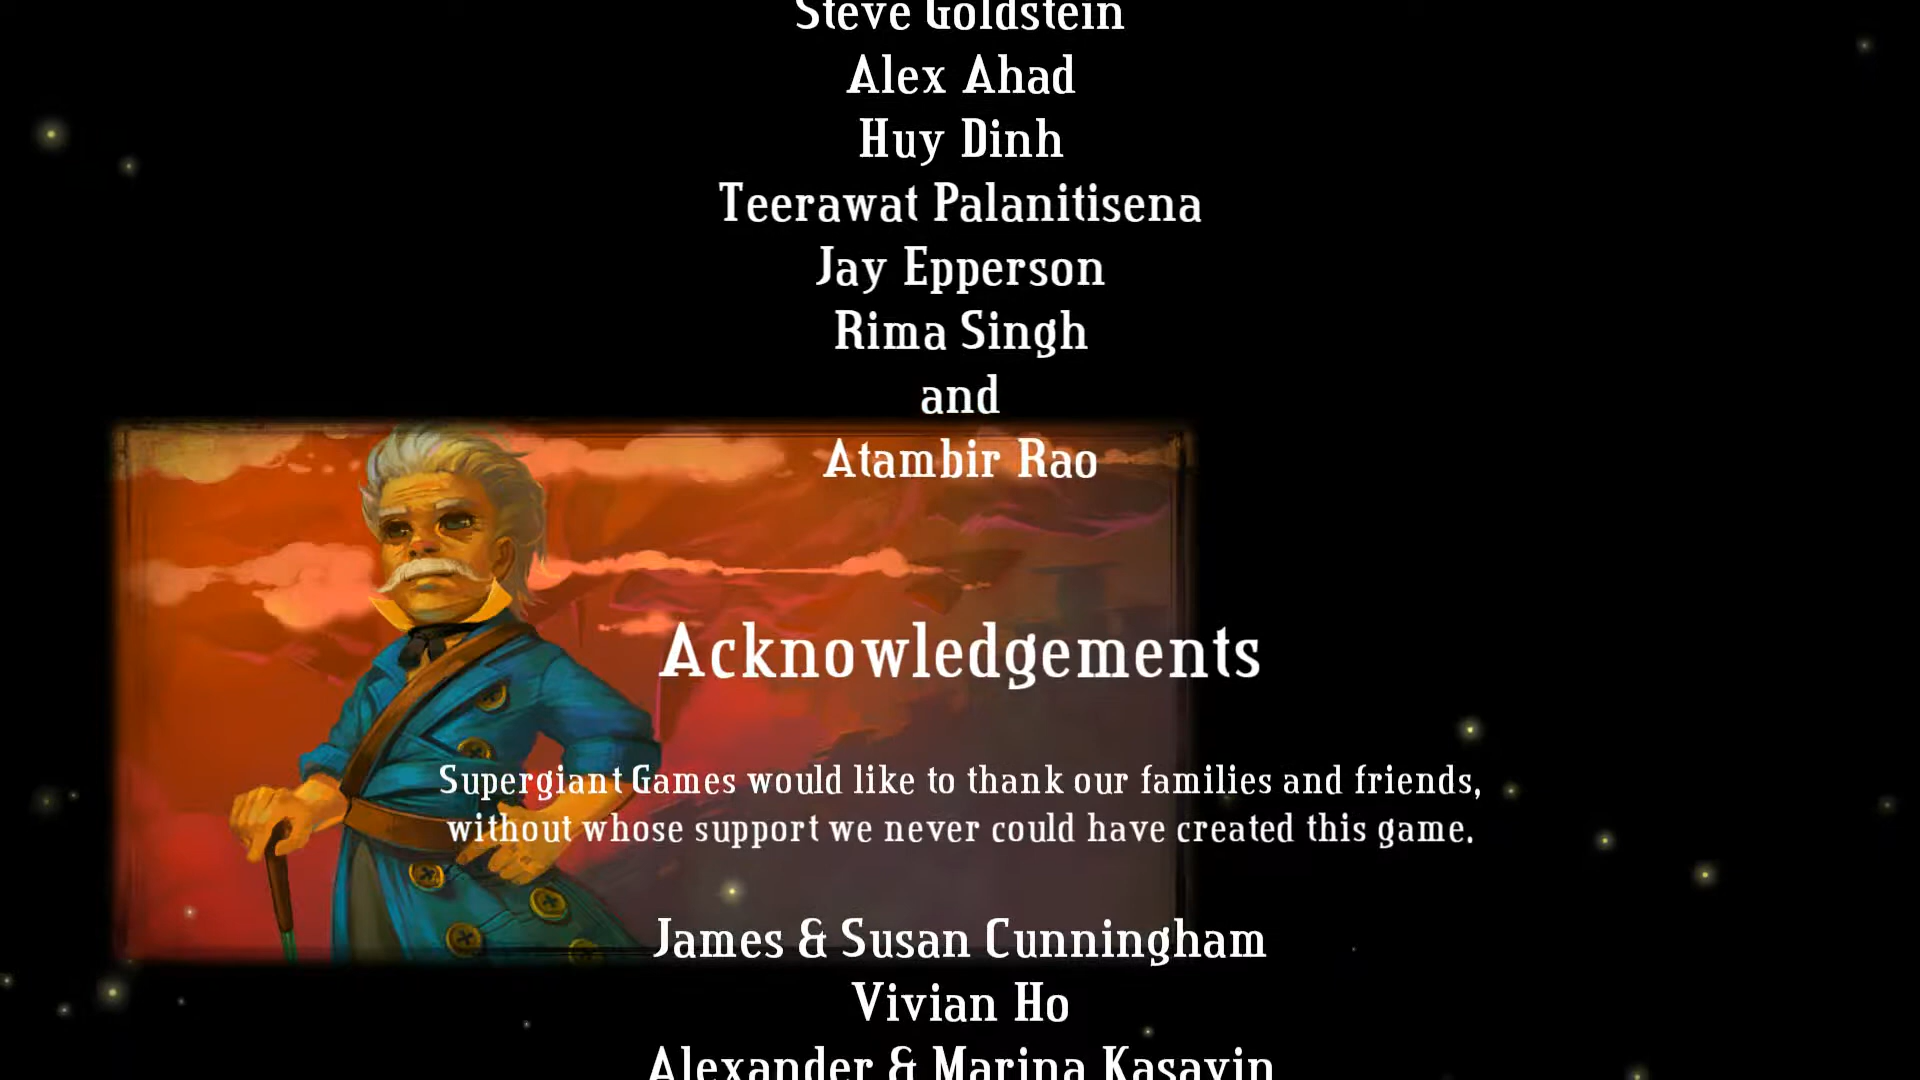 Steve Goldstein
Alex Ahad
Huy Dinh
Teerawat Palanitisena
Jay Epperson
Rima Singh
and
Atambir Rao
Acknowledgements
Supergiant Games would like to thank our families and friends,
without whose support we never could have created this game.
James & Susan Cunningham
Vivian Ho
Alexander & Marina Kasavin